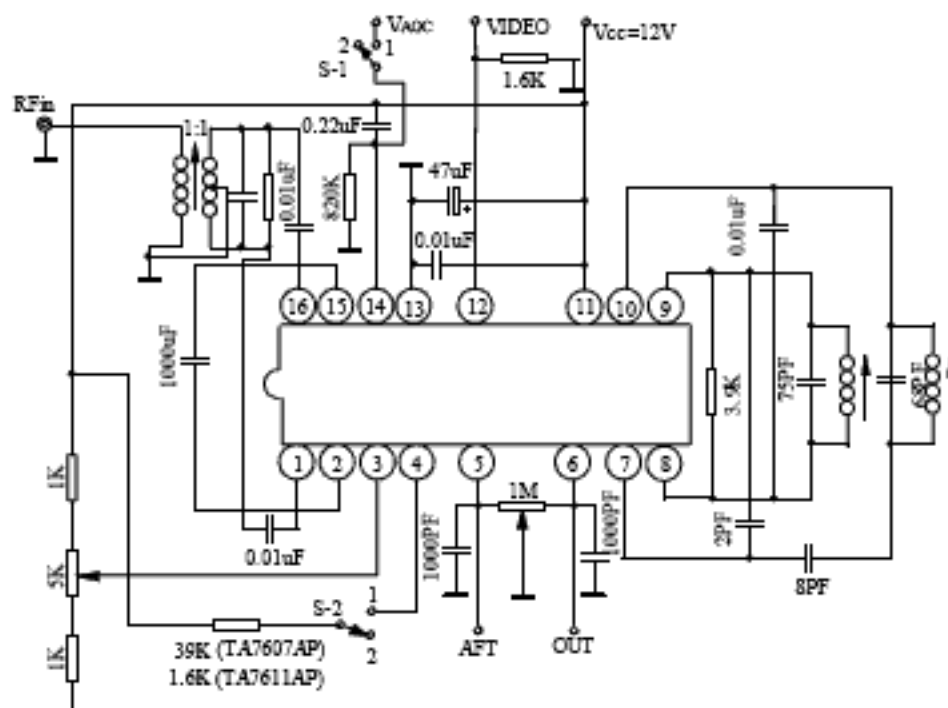 VAGC
VIDEO
Vcc=12V
2
1
S-1
1.6K
RFin
1:1
0.22uF
0.01uF
820K
47uF
+
0.01uF
0.01uF
16
15
14
13
12
11
10
9
1000uF
3.9K
75PF
68PF
1
2
3
4
5
6
7
8
1K
0.01uF
1M
1000PF
1000PF
2PF
8PF
5K
1
S-2
2
AFT
OUT
1K
39K (TA7607AP)
1.6K (TA7611AP)